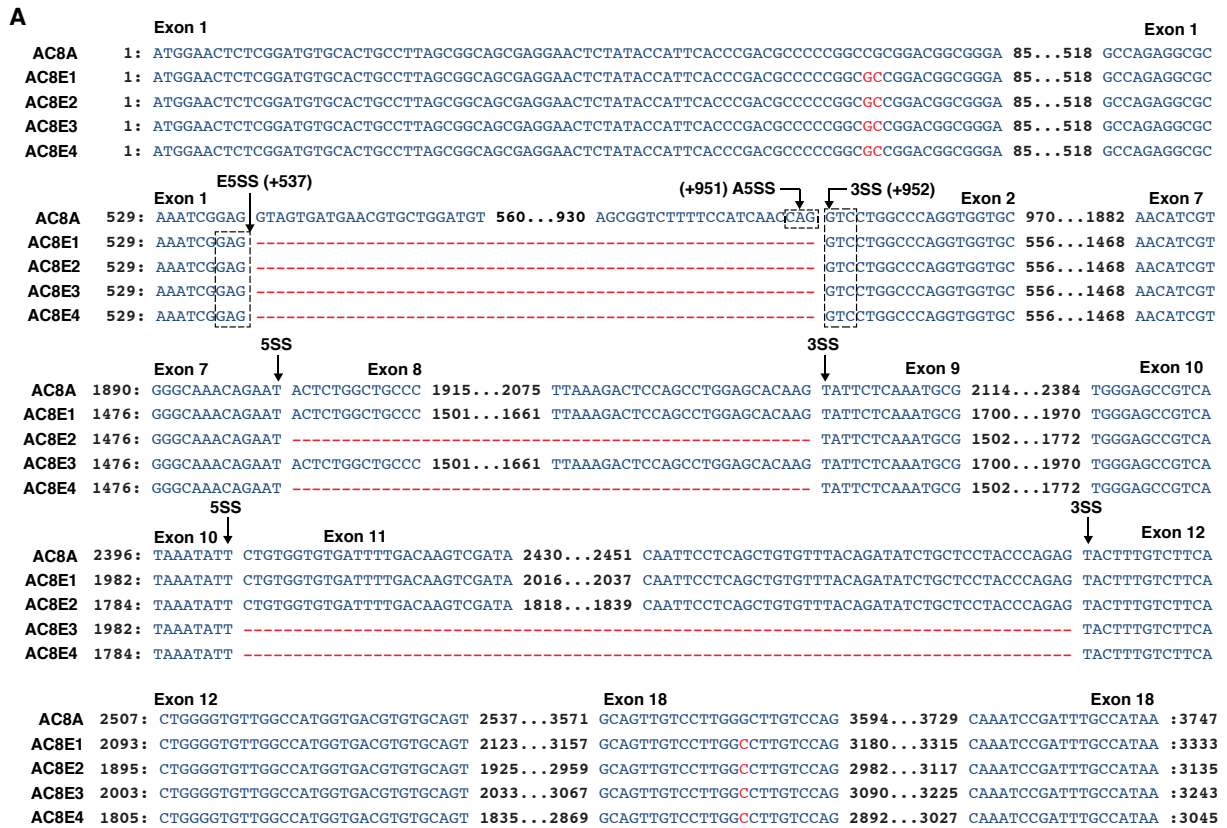 A
Exon 1 Exon 1
AC8A 1: ATGGAACTCTCGGATGTGCACTGCCTTAGCGGCAGCGAGGAACTCTATACCATTCACCCGACGCCCCCGGCCGCGGACGGCGGGA 85...518 GCCAGAGGCGC
AC8E1 1: ATGGAACTCTCGGATGTGCACTGCCTTAGCGGCAGCGAGGAACTCTATACCATTCACCCGACGCCCCCGGCGCCGGACGGCGGGA 85...518 GCCAGAGGCGC
AC8E2 1: ATGGAACTCTCGGATGTGCACTGCCTTAGCGGCAGCGAGGAACTCTATACCATTCACCCGACGCCCCCGGCGCCGGACGGCGGGA 85...518 GCCAGAGGCGC
AC8E3 1: ATGGAACTCTCGGATGTGCACTGCCTTAGCGGCAGCGAGGAACTCTATACCATTCACCCGACGCCCCCGGCGCCGGACGGCGGGA 85...518 GCCAGAGGCGC
AC8E4 1: ATGGAACTCTCGGATGTGCACTGCCTTAGCGGCAGCGAGGAACTCTATACCATTCACCCGACGCCCCCGGCGCCGGACGGCGGGA 85...518 GCCAGAGGCGC
E5SS (+537) (+951) A5SS 3SS (+952)
Exon 1 Exon 2 Exon 7
AC8A 529: AAATCGGAG GTAGTGATGAACGTGCTGGATGT 560...930 AGCGGTCTTTTCCATCAACCAG GTCCTGGCCCAGGTGGTGC 970...1882 AACATCGT
AC8E1 529: AAATCGGAG GTCCTGGCCCAGGTGGTGC 556...1468 AACATCGT
AC8E2 529: AAATCGGAG GTCCTGGCCCAGGTGGTGC 556...1468 AACATCGT
AC8E3 529: AAATCGGAG GTCCTGGCCCAGGTGGTGC 556...1468 AACATCGT
AC8E4 529: AAATCGGAG GTCCTGGCCCAGGTGGTGC 556...1468 AACATCGT
5SS 3SS
Exon 7 Exon 8 Exon 9 Exon 10
AC8A 1890: GGGCAAACAGAAT ACTCTGGCTGCCC 1915...2075 TTAAAGACTCCAGCCTGGAGCACAAG TATTCTCAAATGCG 2114...2384 TGGGAGCCGTCA
AC8E1 1476: GGGCAAACAGAAT ACTCTGGCTGCCC 1501...1661 TTAAAGACTCCAGCCTGGAGCACAAG TATTCTCAAATGCG 1700...1970 TGGGAGCCGTCA
AC8E2 1476: GGGCAAACAGAAT TATTCTCAAATGCG 1502...1772 TGGGAGCCGTCA
AC8E3 1476: GGGCAAACAGAAT ACTCTGGCTGCCC 1501...1661 TTAAAGACTCCAGCCTGGAGCACAAG TATTCTCAAATGCG 1700...1970 TGGGAGCCGTCA
AC8E4 1476: GGGCAAACAGAAT TATTCTCAAATGCG 1502...1772 TGGGAGCCGTCA
5SS 3SS
Exon 10 Exon 11 Exon 12
AC8A 2396: TAAATATT CTGTGGTGTGATTTTGACAAGTCGATA 2430...2451 CAATTCCTCAGCTGTGTTTACAGATATCTGCTCCTACCCAGAG TACTTTGTCTTCA
AC8E1 1982: TAAATATT CTGTGGTGTGATTTTGACAAGTCGATA 2016...2037 CAATTCCTCAGCTGTGTTTACAGATATCTGCTCCTACCCAGAG TACTTTGTCTTCA
AC8E2 1784: TAAATATT CTGTGGTGTGATTTTGACAAGTCGATA 1818...1839 CAATTCCTCAGCTGTGTTTACAGATATCTGCTCCTACCCAGAG TACTTTGTCTTCA
AC8E3 1982: TAAATATT TACTTTGTCTTCA
AC8E4 1784: TAAATATT TACTTTGTCTTCA
Exon 12 Exon 18 Exon 18
AC8A 2507: CTGGGGTGTTGGCCATGGTGACGTGTGCAGT 2537...3571 GCAGTTGTCCTTGGGCTTGTCCAG 3594...3729 CAAATCCGATTTGCCATAA :3747
AC8E1 2093: CTGGGGTGTTGGCCATGGTGACGTGTGCAGT 2123...3157 GCAGTTGTCCTTGGCCTTGTCCAG 3180...3315 CAAATCCGATTTGCCATAA :3333
AC8E2 1895: CTGGGGTGTTGGCCATGGTGACGTGTGCAGT 1925...2959 GCAGTTGTCCTTGGCCTTGTCCAG 2982...3117 CAAATCCGATTTGCCATAA :3135
AC8E3 2003: CTGGGGTGTTGGCCATGGTGACGTGTGCAGT 2033...3067 GCAGTTGTCCTTGGCCTTGTCCAG 3090...3225 CAAATCCGATTTGCCATAA :3243
AC8E4 1805: CTGGGGTGTTGGCCATGGTGACGTGTGCAGT 1835...2869 GCAGTTGTCCTTGGCCTTGTCCAG 2892...3027 CAAATCCGATTTGCCATAA :3045